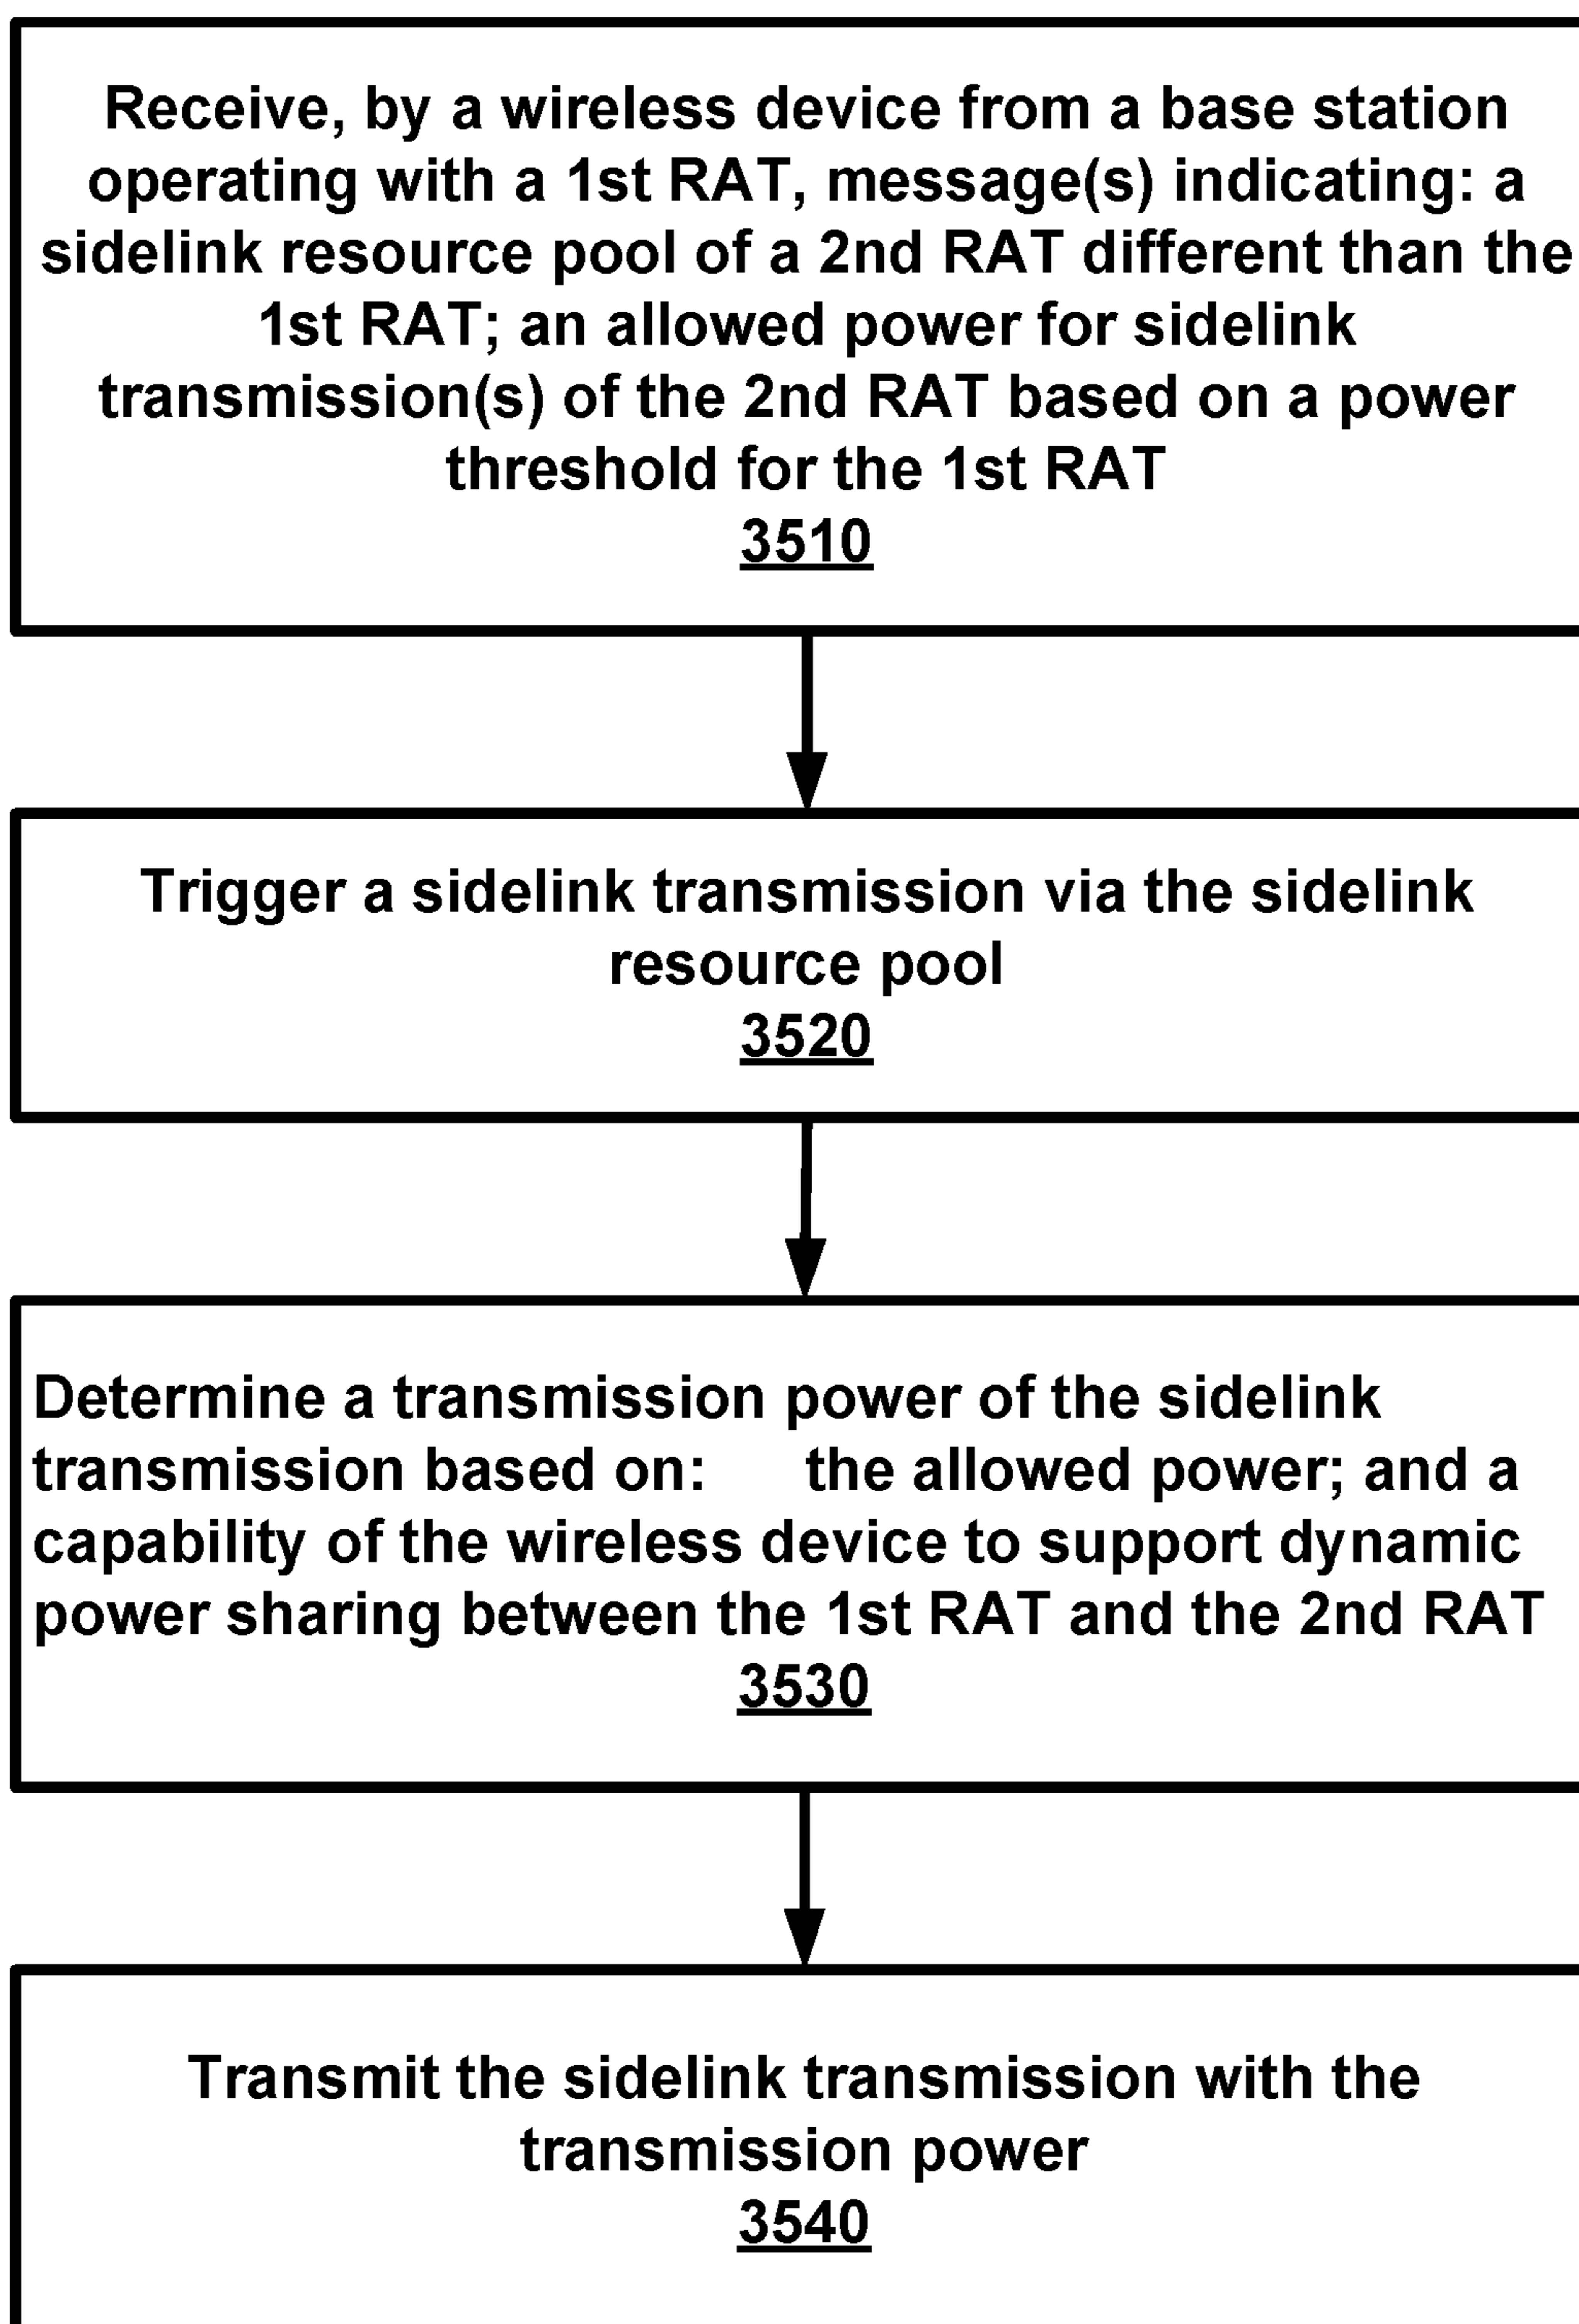 Receive, by a wireless device from a base station
operating with a 1st RAT, message(s) indicating: a
sidelink resource pool of a 2nd RAT different than the
1st RAT; an allowed power for sidelink
transmission(s) of the 2nd RAT based on a power
threshold for the 1st RAT
3510
Trigger a sidelink transmission via the sidelink
resource pool
3520
Determine a transmission power of the sidelink
transmission based on: the allowed power; and a
capability of the wireless device to support dynamic
power sharing between the 1st RAT and the 2nd RAT
3530
Transmit the sidelink transmission with the
transmission power
3540